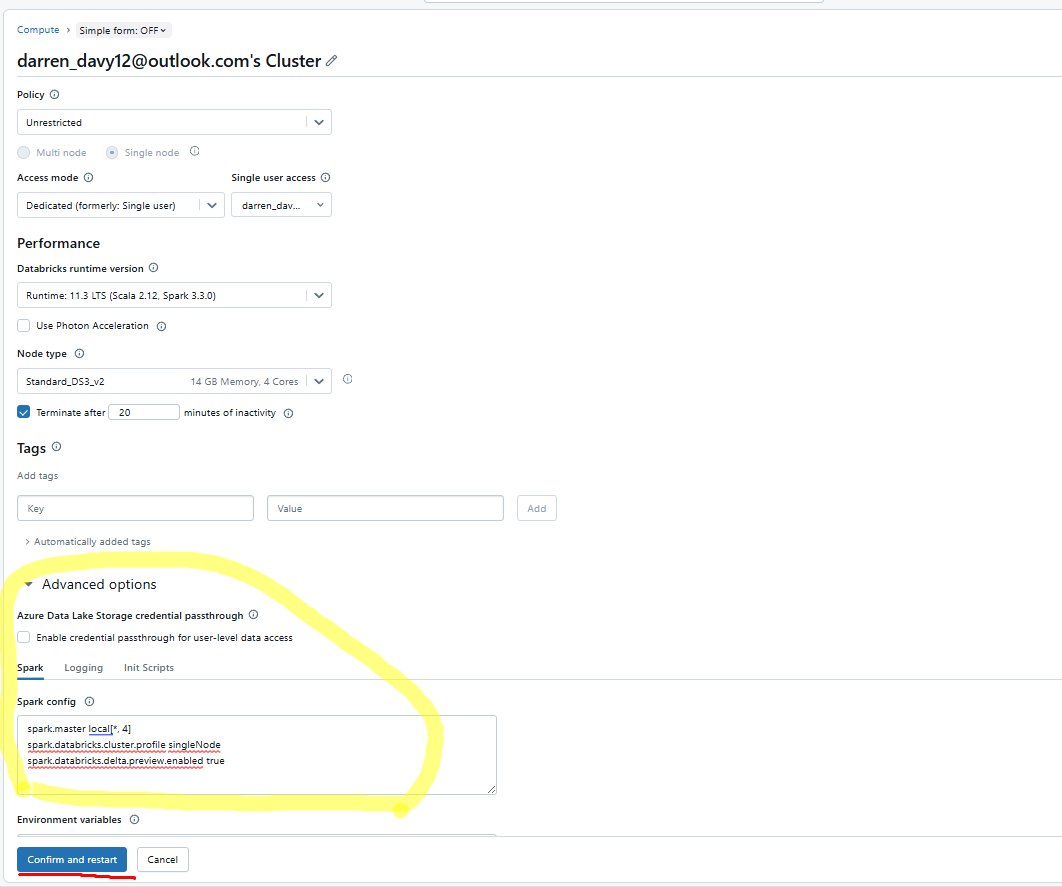 Compute > Simple form: OFF
darren_davy12@outlook.com's Cluster
Policy
Unrestricted
Multi node Single node
Access mode Single user access
Dedicated (formerly: Single user) darren_dav...
Performance
Databricks runtime version
Runtime: 11.3 LTS (Scala 2.12, Spark 3.3.0)
Use Photon Acceleration
Node type
Standard_DS3_v2 14 GB Memory, 4 Cores
Terminate after 20 minutes of inactivity
Tags
Add tags
Key Value Add
> Automatically added tags
Advanced options
Azure Data Lake Storage credential passthrough
Enable credential passthrough for user-level data access
Spark Logging Init Scripts
Spark config
spark.master local[*, 4]
spark.databricks.cluster.profile singleNode
spark.databricks.delta.preview.enabled true
Environment variables
Confirm and restart Cancel